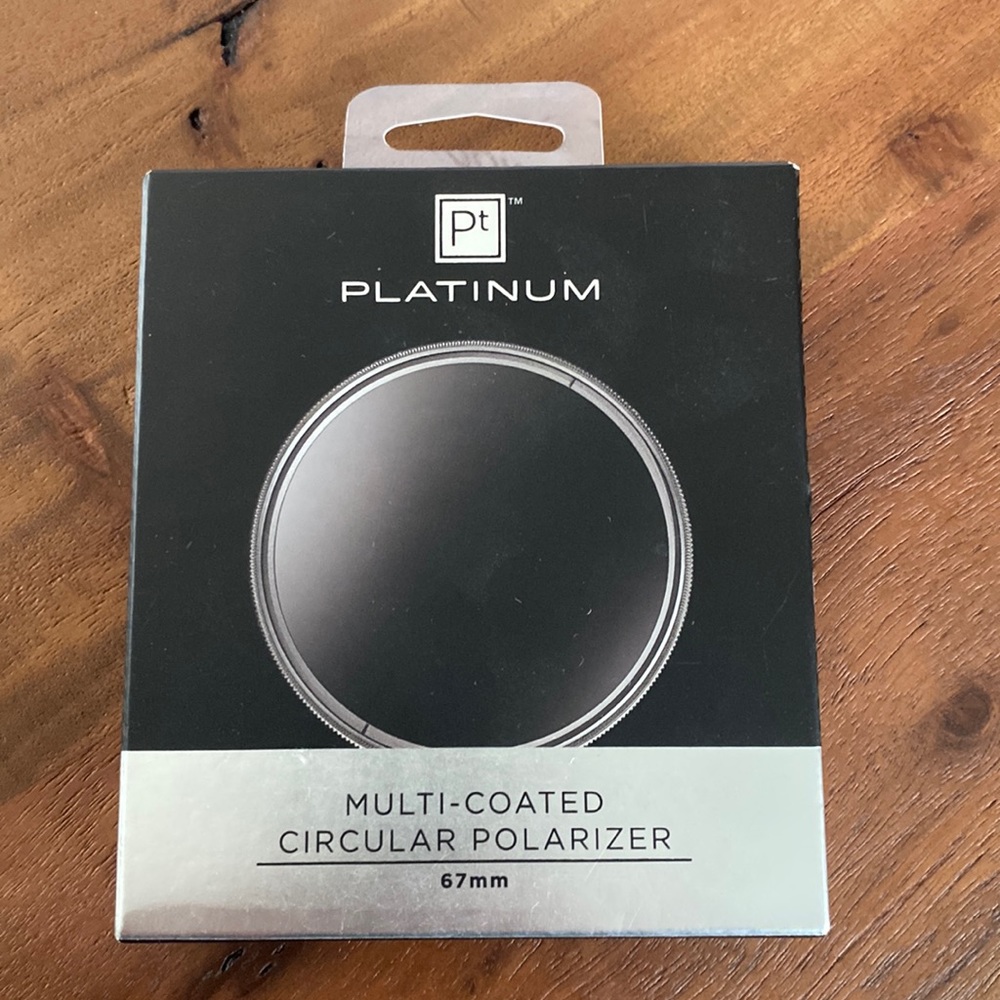 Pt™
PLATINUM
MULTI-COATED
CIRCULAR POLARIZER
67mm